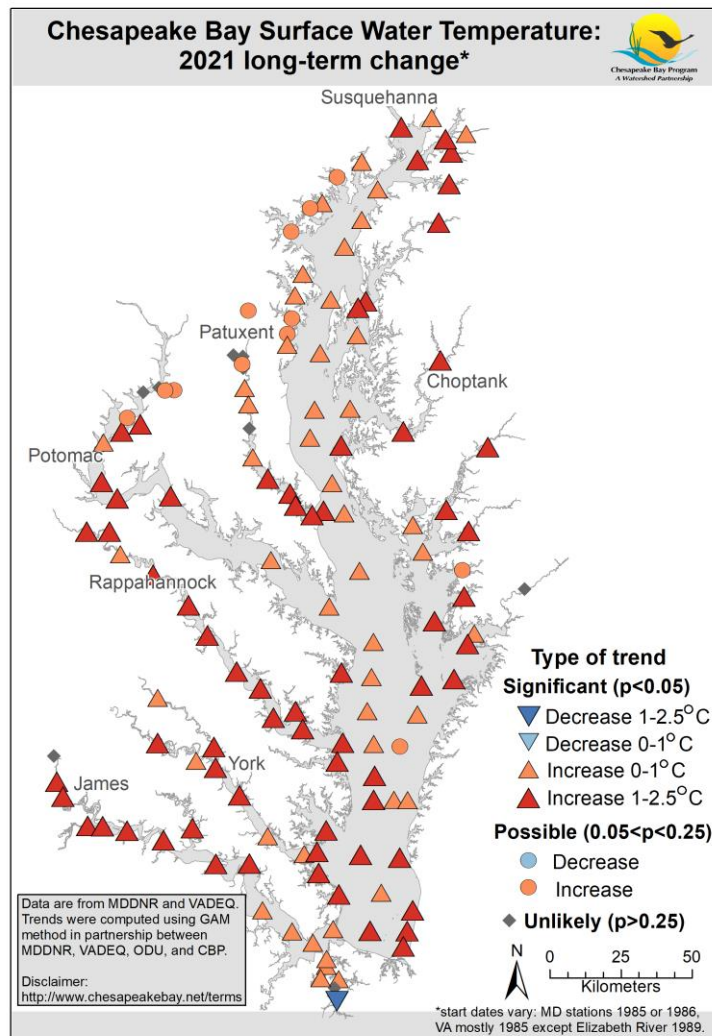 Chesapeake Bay Surface Water Temperature:
2021 long-term change*
Chesapeake Bay Program
A Watershed Partnership
Susquehanna
Patuxent
Choptank
Potomac
Rappahannock
York
James
Type of trend
Significant (p<0.05)
Decrease 1-2.5°C
Decrease 0-1°C
Increase 0-1°C
Increase 1-2.5°C
Possible (0.05<p<0.25)
Decrease
Increase
Unlikely (p>0.25)
N
0 25 50
Kilometers
Data are from MDDNR and VADEQ.
Trends were computed using GAM
method in partnership between
MDDNR, VADEQ, ODU, and CBP.
Disclaimer:
http://www.chesapeakebay.net/terms
*start dates vary: MD stations 1985 or 1986,
VA mostly 1985 except Elizabeth River 1989.